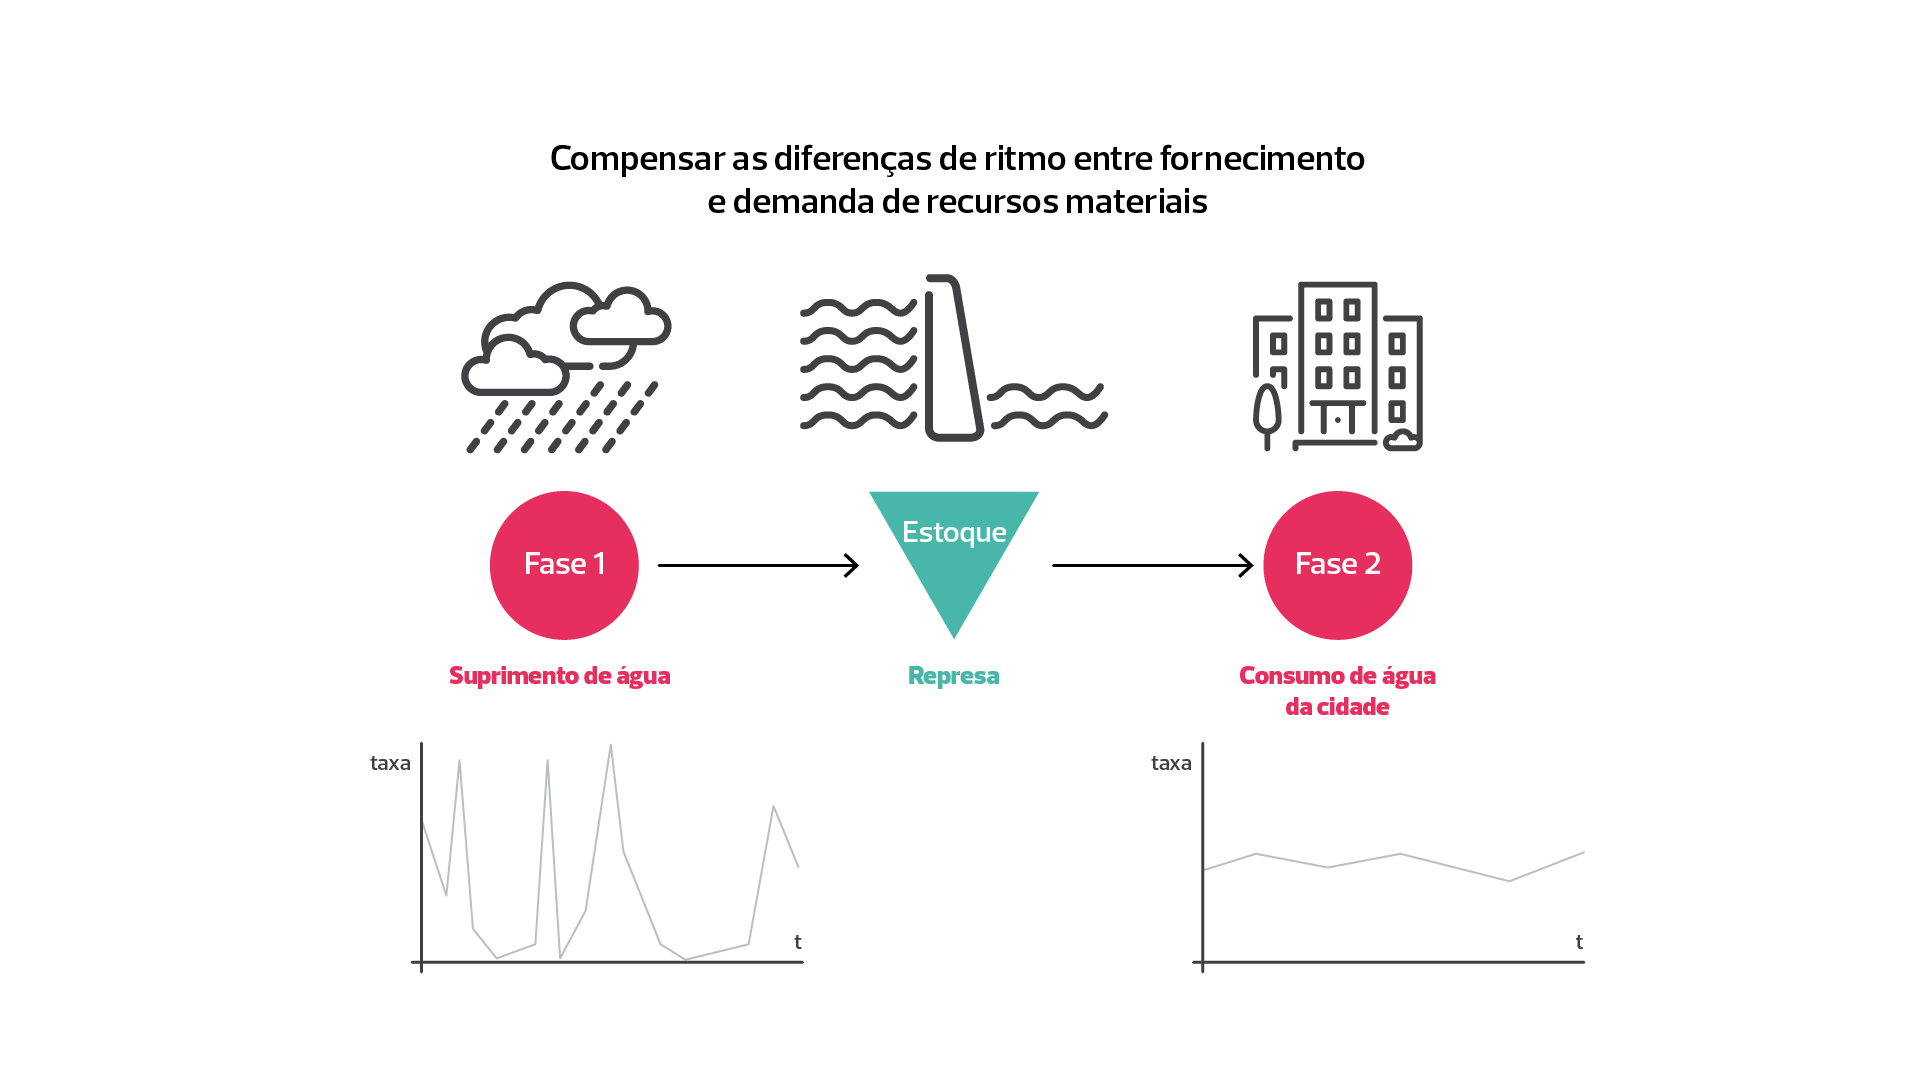 Compensar as diferenças de ritmo entre fornecimento
e demanda de recursos materiais
Fase 1
Estoque
Fase 2
Suprimento de água
Represa
Consumo de água
da cidade
taxa
t
taxa
t